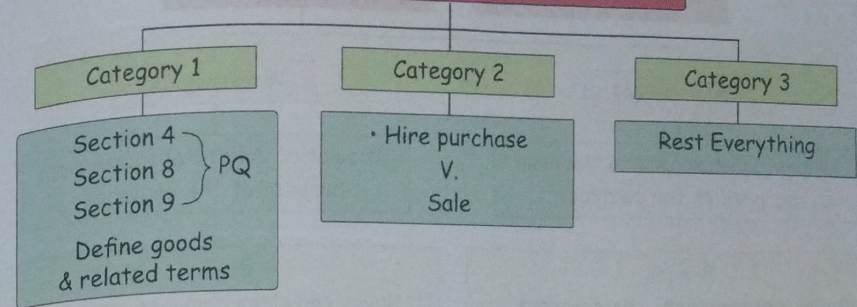 Category 1
Section 4
Section 8
Section 9
PQ
Define goods
& related terms
Category 2
• Hire purchase
V.
Sale
Category 3
Rest Everything